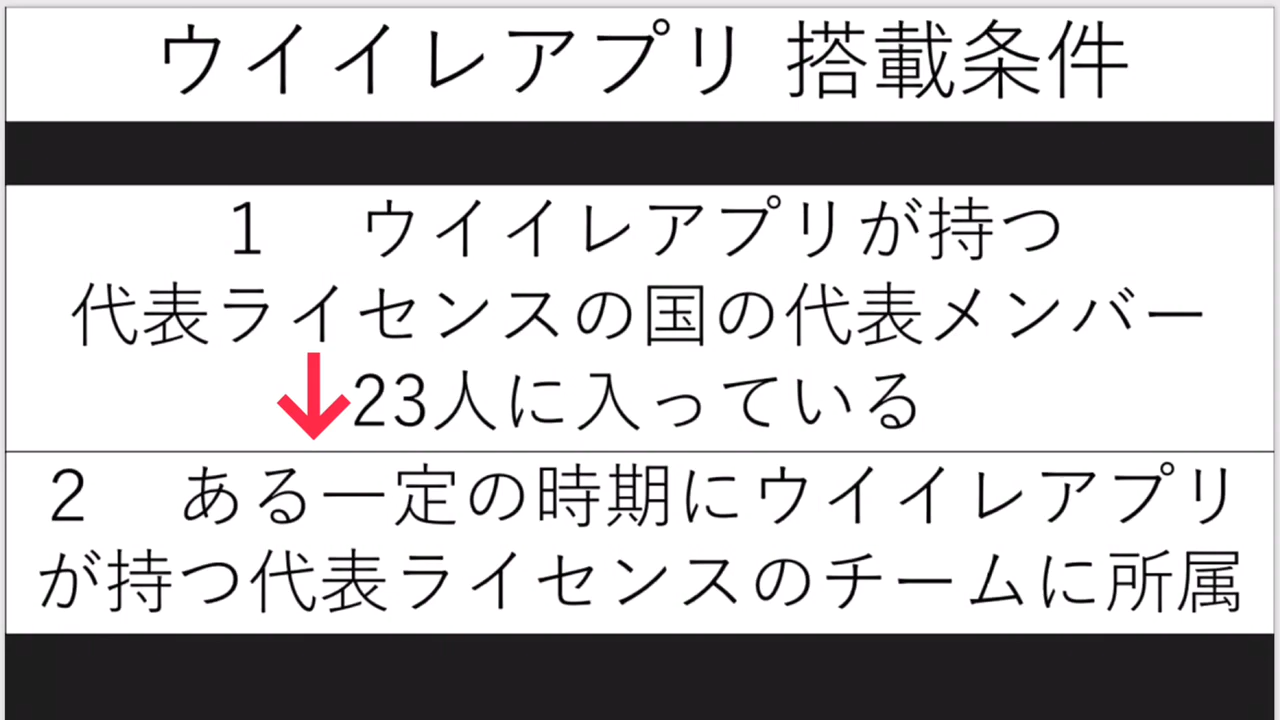 ウイイレアプリ 搭載条件
1 ウイイレアプリが持つ
代表ライセンスの国の代表メンバー
23人に入っている
2 ある一定の時期にウイイレアプリ
が持つ代表ライセンスのチームに所属